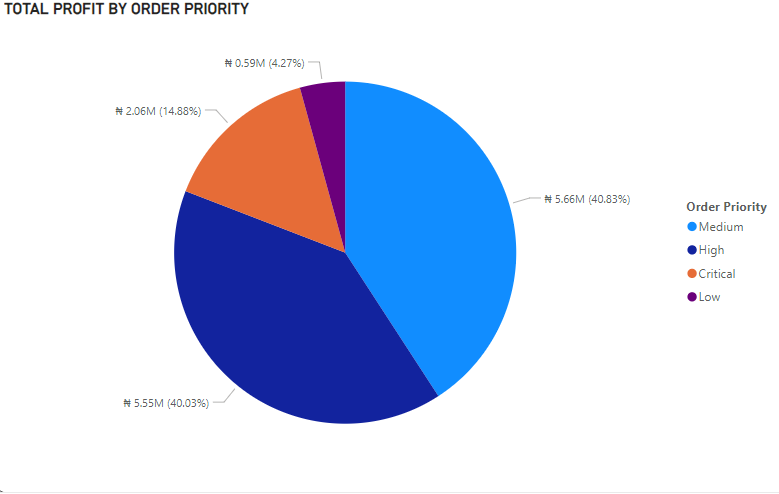 TOTAL PROFIT BY ORDER PRIORITY
₦ 0.59M (4.27%)
₦ 2.06M (14.88%)
₦ 5.66M (40.83%)
₦ 5.55M (40.03%)
Order Priority
Medium
High
Critical
Low